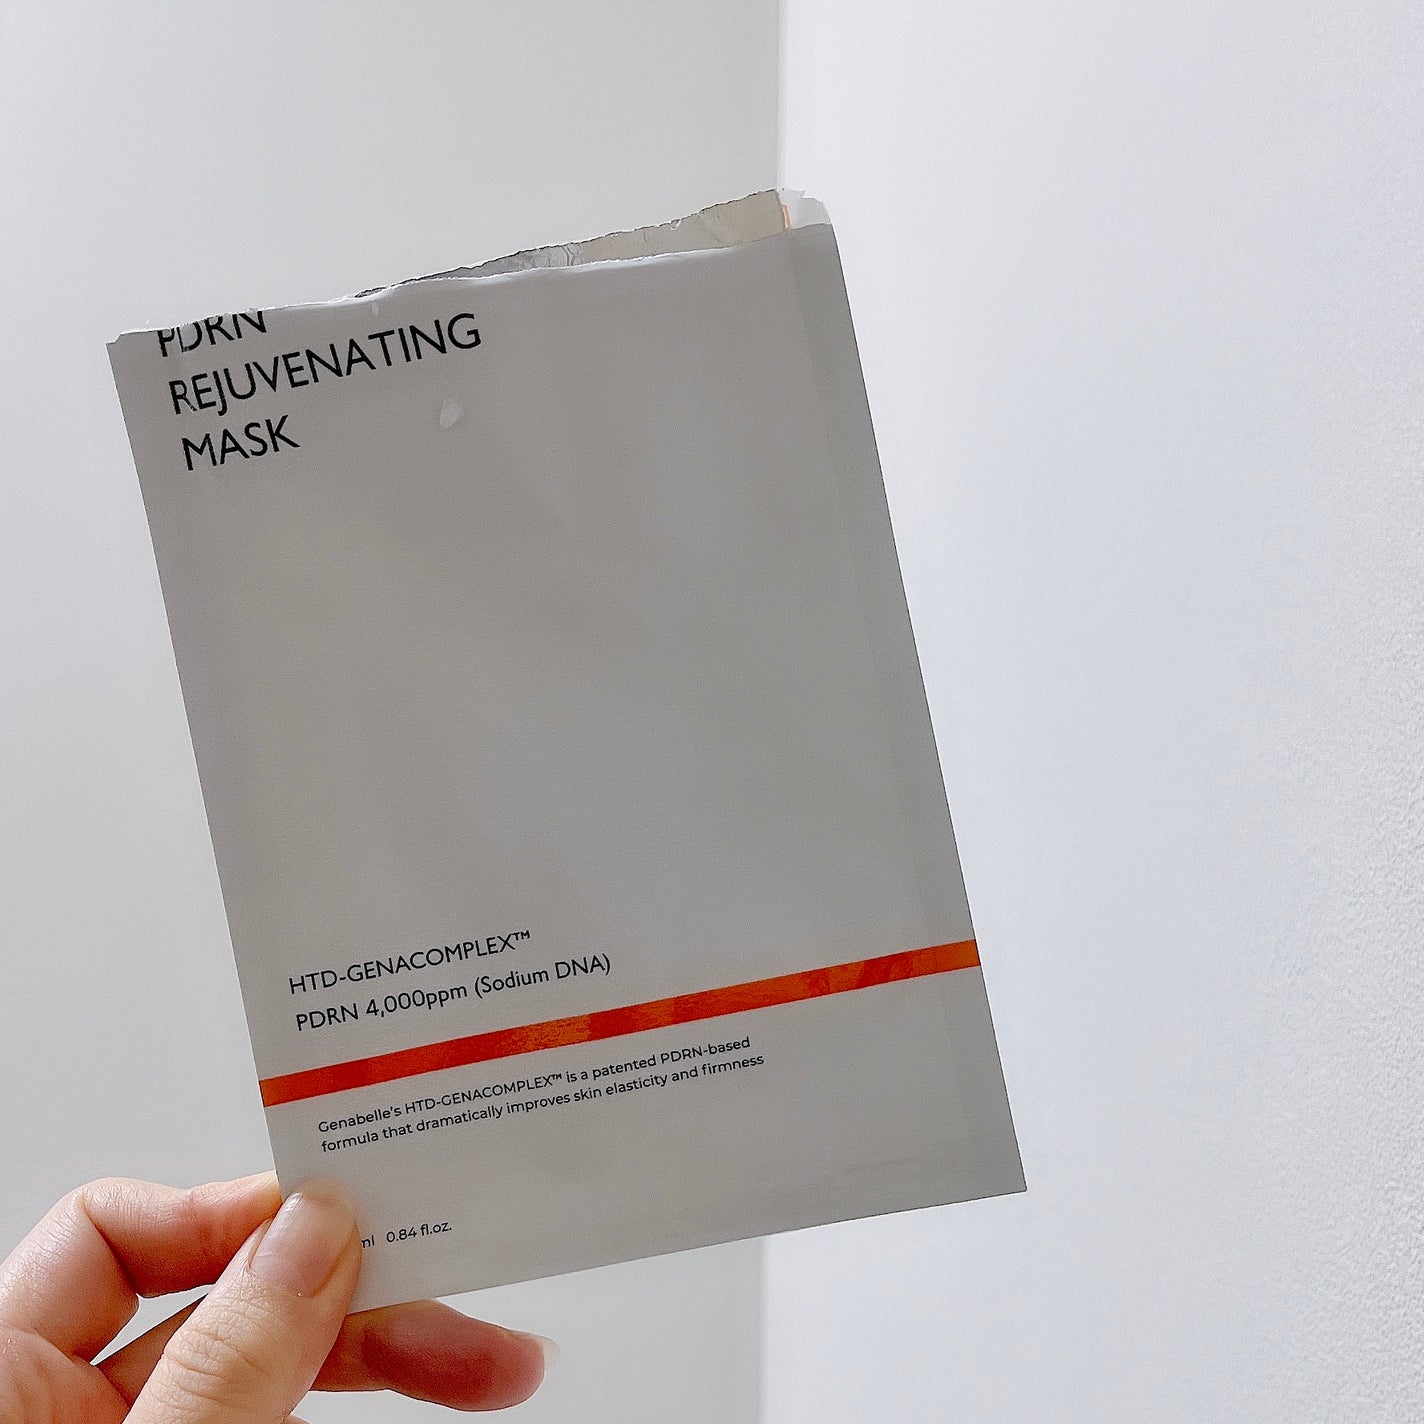 PDRN
REJUVENATING
MASK
HTD-GENACOMPLEX™
PDRN 4,000ppm (Sodium DNA)
Genabelle's HTD-GENACOMPLEX™ is a patented PDRN-based
formula that dramatically improves skin elasticity and firmness
ml 0.84 fl.oz.